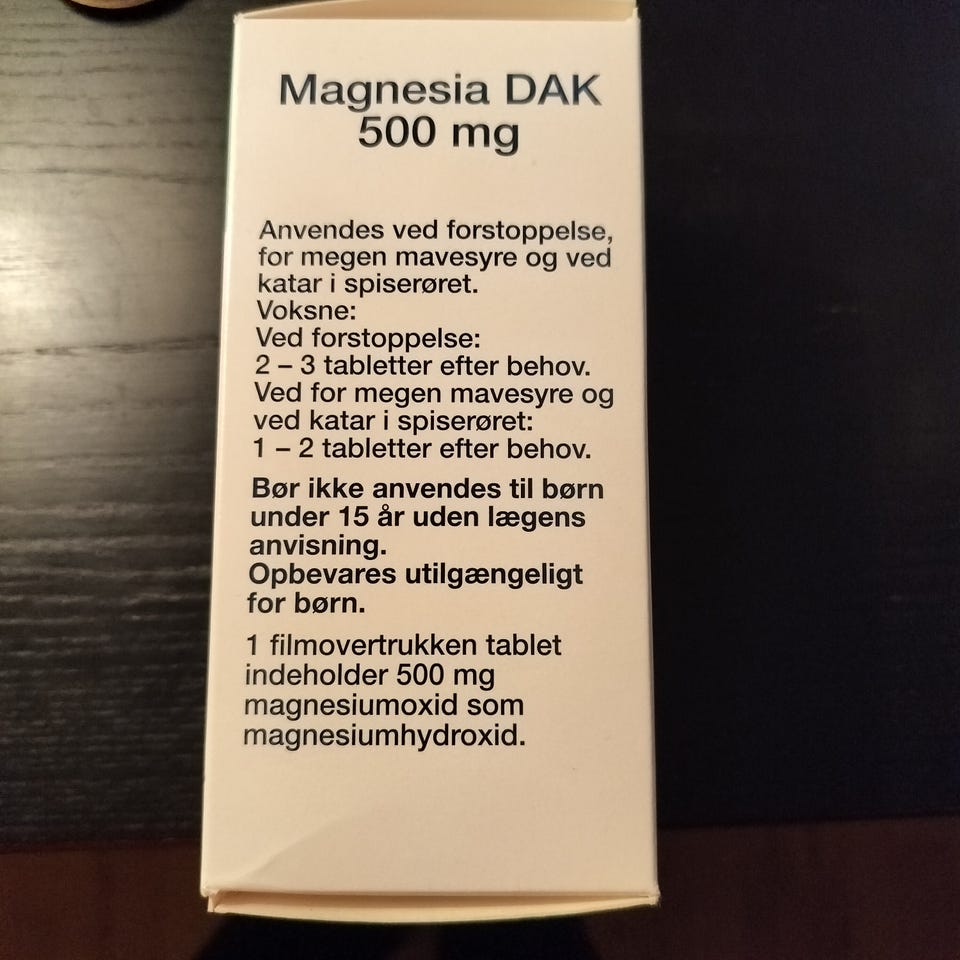 Magnesia DAK
500 mg
Anvendes ved forstoppelse,
for megen mavesyre og ved
katar i spiserøret.
Voksne:
Ved forstoppelse:
2 – 3 tabletter efter behov.
Ved for megen mavesyre og
ved katar i spiserøret:
1 – 2 tabletter efter behov.
Bør ikke anvendes til børn
under 15 år uden lægens
anvisning.
Opbevares utilgængeligt
for børn.
1 filmovertrukken tablet
indeholder 500 mg
magnesiumoxid som
magnesiumhydroxid.